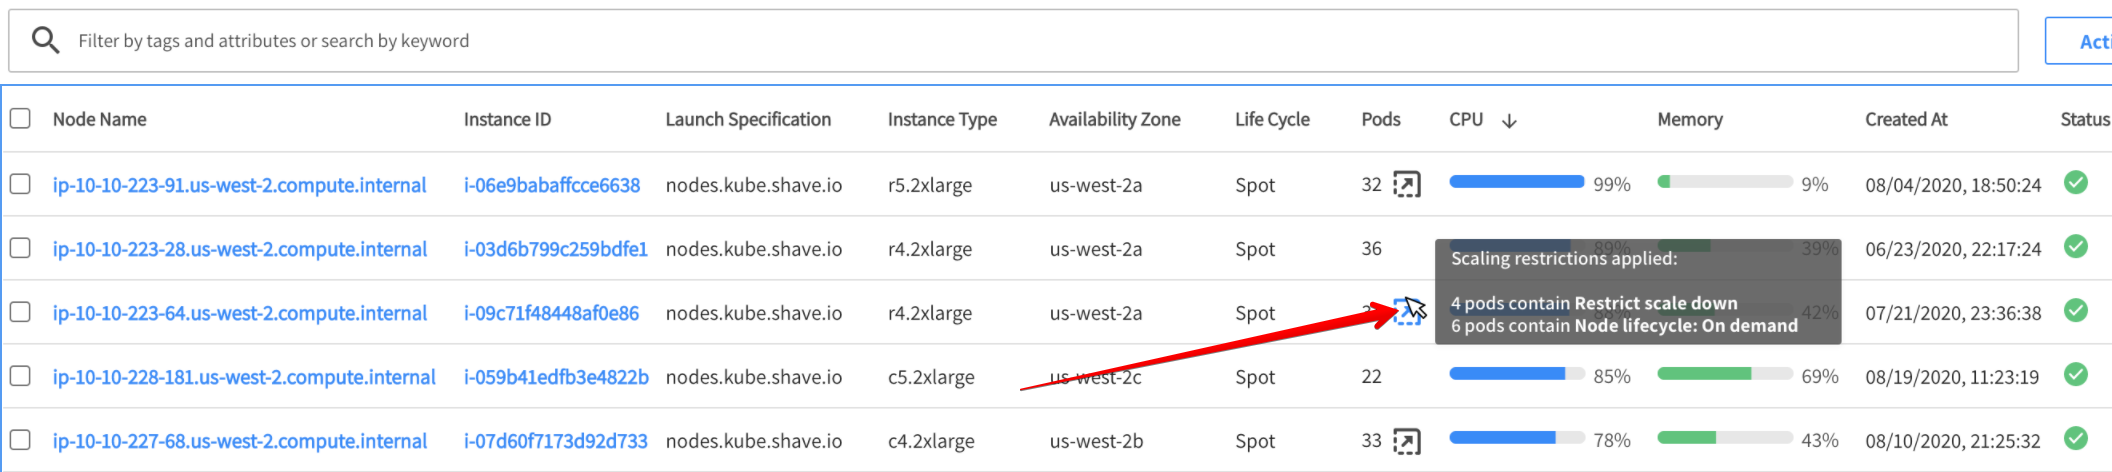 Filter by tags and attributes or search by keyword
Acti
Node Name Instance ID Launch Specification Instance Type Availability Zone Life Cycle Pods CPU Memory Created At Status
ip-10-10-223-91.us-west-2.compute.internal i-06e9babaffcce6638 nodes.kube.shave.io r5.2xlarge us-west-2a Spot 32 99% 9% 08/04/2020, 18:50:24
ip-10-10-223-28.us-west-2.compute.internal i-03d6b799c259bdfe1 nodes.kube.shave.io r4.2xlarge us-west-2a Spot 36 89% 39% 06/23/2020, 22:17:24
Scaling restrictions applied:
4 pods contain Restrict scale down
6 pods contain Node lifecycle: On demand
ip-10-10-223-64.us-west-2.compute.internal i-09c71f48448af0e86 nodes.kube.shave.io r4.2xlarge us-west-2a Spot 88% 42% 07/21/2020, 23:36:38
ip-10-10-228-181.us-west-2.compute.internal i-059b41edfb3e4822b nodes.kube.shave.io c5.2xlarge us-west-2c Spot 22 85% 69% 08/19/2020, 11:23:19
ip-10-10-227-68.us-west-2.compute.internal i-07d60f7173d92d733 nodes.kube.shave.io c4.2xlarge us-west-2b Spot 33 78% 43% 08/10/2020, 21:25:32